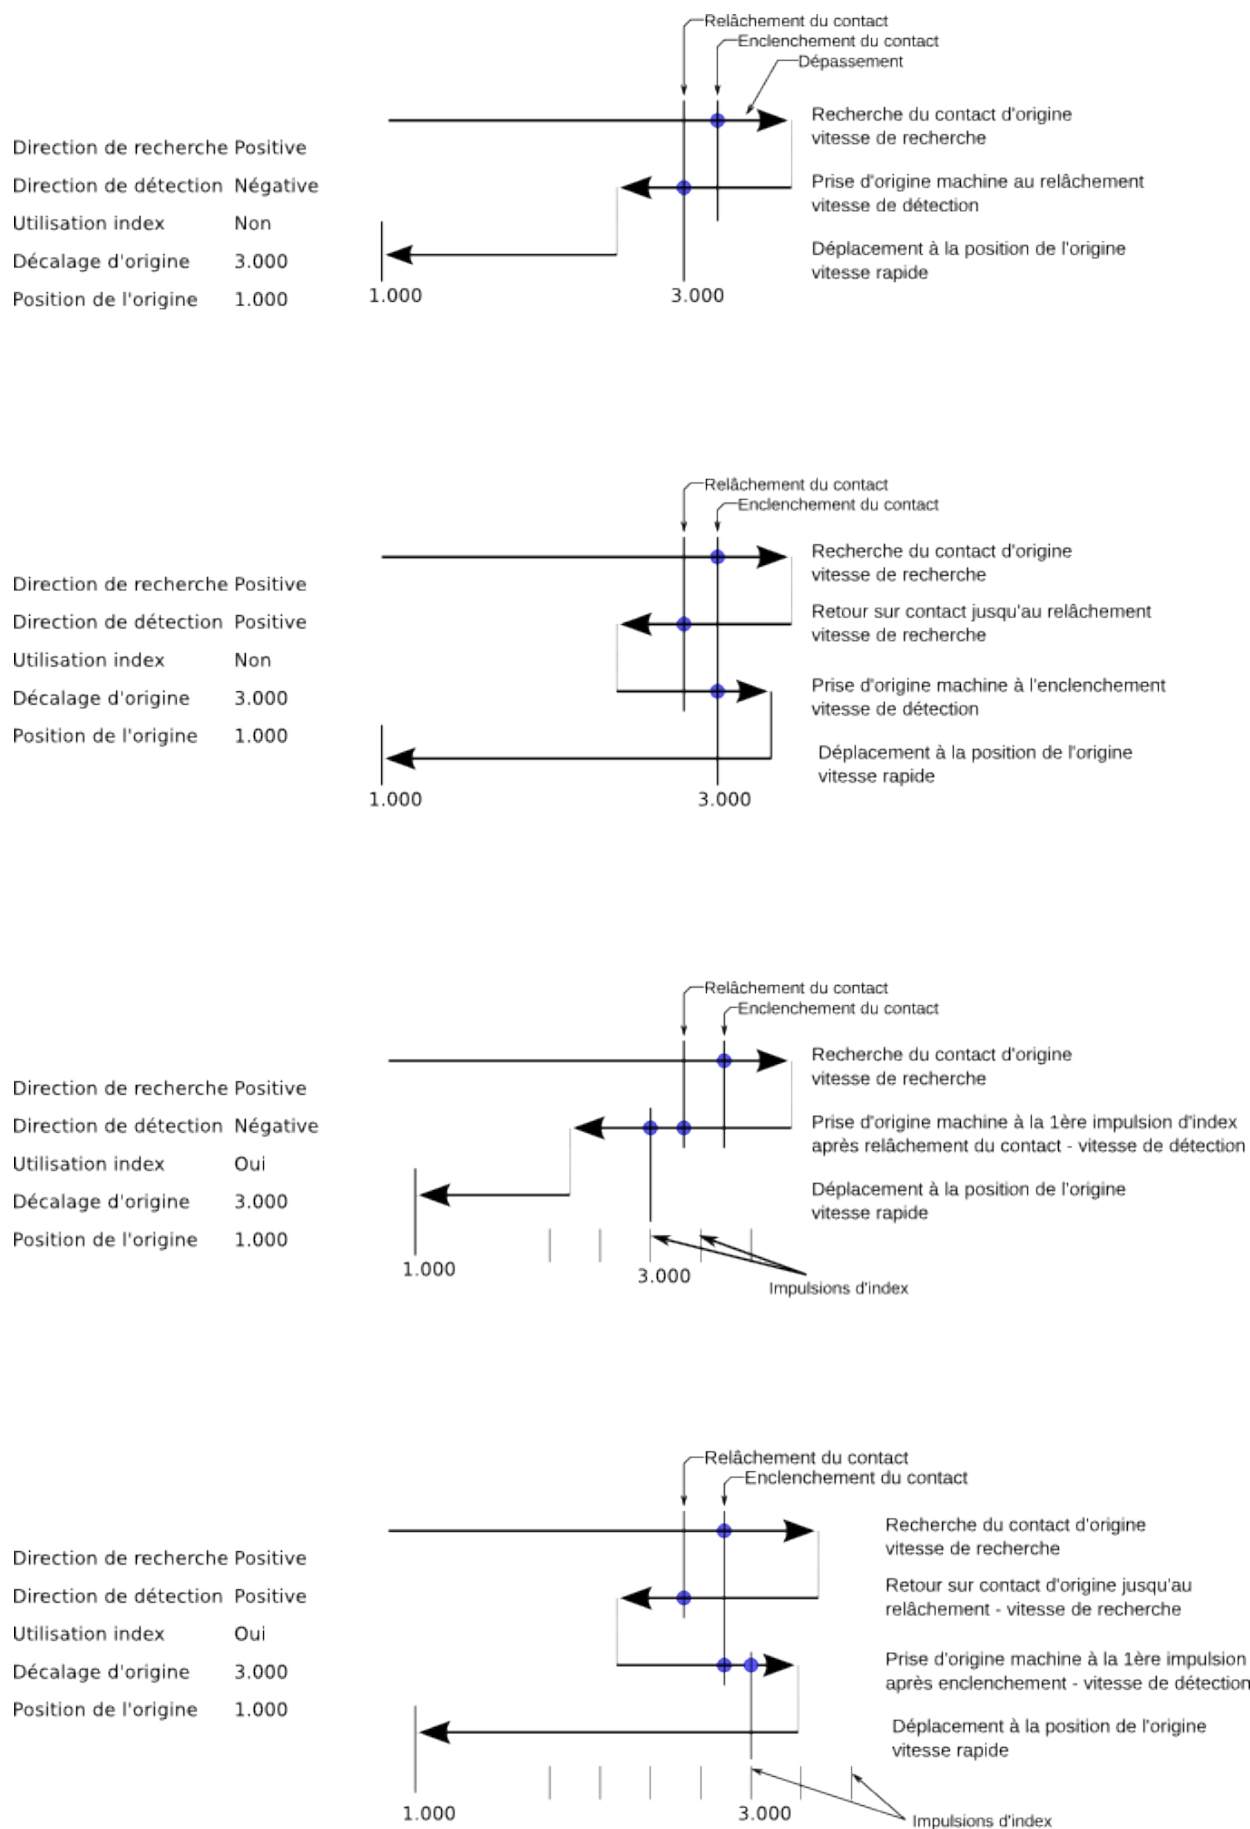 Relâchement du contact
Enclenchement du contact
Dépassement
Recherche du contact d'origine
vitesse de recherche
Direction de recherche Positive
Direction de détection Négative
Prise d'origine machine au relâchement
vitesse de détection
Utilisation index Non
Décalage d'origine 3.000
Déplacement à la position de l'origine
vitesse rapide
Position de l'origine 1.000
1.000
3.000
Relâchement du contact
Enclenchement du contact
Recherche du contact d'origine
vitesse de recherche
Direction de recherche Positive
Direction de détection Positive
Retour sur contact jusqu'au relâchement
vitesse de recherche
Utilisation index Non
Décalage d'origine 3.000
Prise d'origine machine à l'enclenchement
vitesse de détection
Position de l'origine 1.000
Déplacement à la position de l'origine
vitesse rapide
1.000
3.000
Relâchement du contact
Enclenchement du contact
Recherche du contact d'origine
vitesse de recherche
Direction de recherche Positive
Direction de détection Négative
Prise d'origine machine à la 1ère impulsion d'index
après relâchement du contact - vitesse de détection
Utilisation index Oui
Décalage d'origine 3.000
Déplacement à la position de l'origine
vitesse rapide
Position de l'origine 1.000
1.000
3.000
Impulsions d'index
Relâchement du contact
Enclenchement du contact
Recherche du contact d'origine
vitesse de recherche
Direction de recherche Positive
Direction de détection Positive
Retour sur contact d'origine jusqu'au
relâchement - vitesse de recherche
Utilisation index Oui
Décalage d'origine 3.000
Prise d'origine machine à la 1ère impulsion
après enclenchement - vitesse de détection
Position de l'origine 1.000
Déplacement à la position de l'origine
vitesse rapide
1.000
3.000
Impulsions d'index